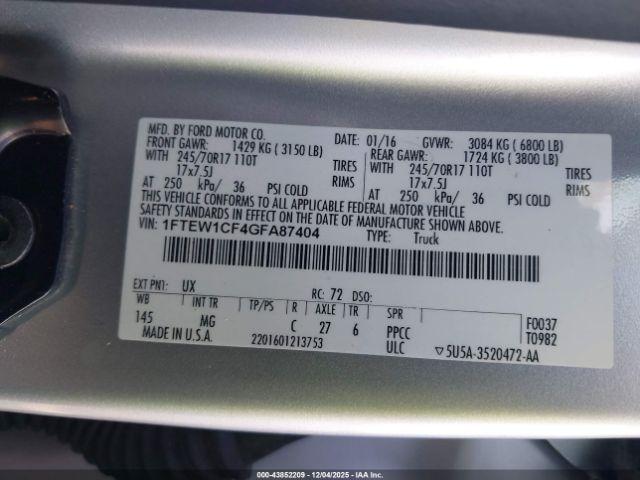 MFD. BY FORD MOTOR CO.
DATE: 01/16 GVWR: 3084 KG ( 6800 LB)
FRONT GAWR: 1429 KG ( 3150 LB) REAR GAWR: 1724 KG ( 3800 LB)
WITH 245/70R17 110T TIRES WITH 245/70R17 110T TIRES
17x7.5J RIMS 17x7.5J RIMS
AT 250 kPa/ 36 PSI COLD AT 250 kPa/ 36 PSI COLD
THIS VEHICLE CONFORMS TO ALL APPLICABLE FEDERAL MOTOR VEHICLE
SAFETY STANDARDS IN EFFECT ON THE DATE OF MANUFACTURE SHOWN ABOVE.
VIN: 1FTEW1CF4GFA87404 TYPE: Truck
EXT PNT: UX RC: 72 DSO:
WB INT TR TP/PS R AXLE TR SPR F0037
145 MG C 27 6 PPCC T0982
MADE IN U.S.A. 2201601213753 ULC ▽5U5A-3520472-AA
000-43852209 - 12/04/2025 - IAAI.COM